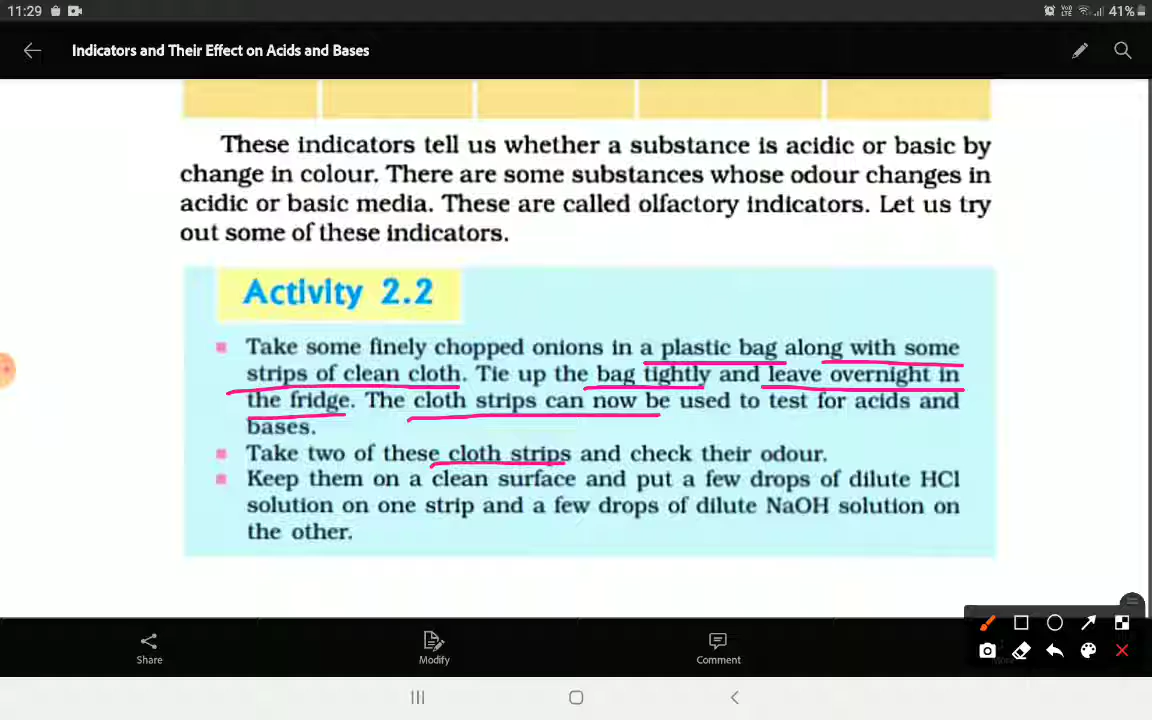 11:29 41%
Indicators and Their Effect on Acids and Bases
These indicators tell us whether a substance is acidic or basic by
change in colour. There are some substances whose odour changes in
acidic or basic media. These are called olfactory indicators. Let us try
out some of these indicators.
Activity 2.2
Take some finely chopped onions in a plastic bag along with some
strips of clean cloth. Tie up the bag tightly and leave overnight in
the fridge. The cloth strips can now be used to test for acids and
bases.
Take two of these cloth strips and check their odour.
Keep them on a clean surface and put a few drops of dilute HCl
solution on one strip and a few drops of dilute NaOH solution on
the other.
Share Modify Comment